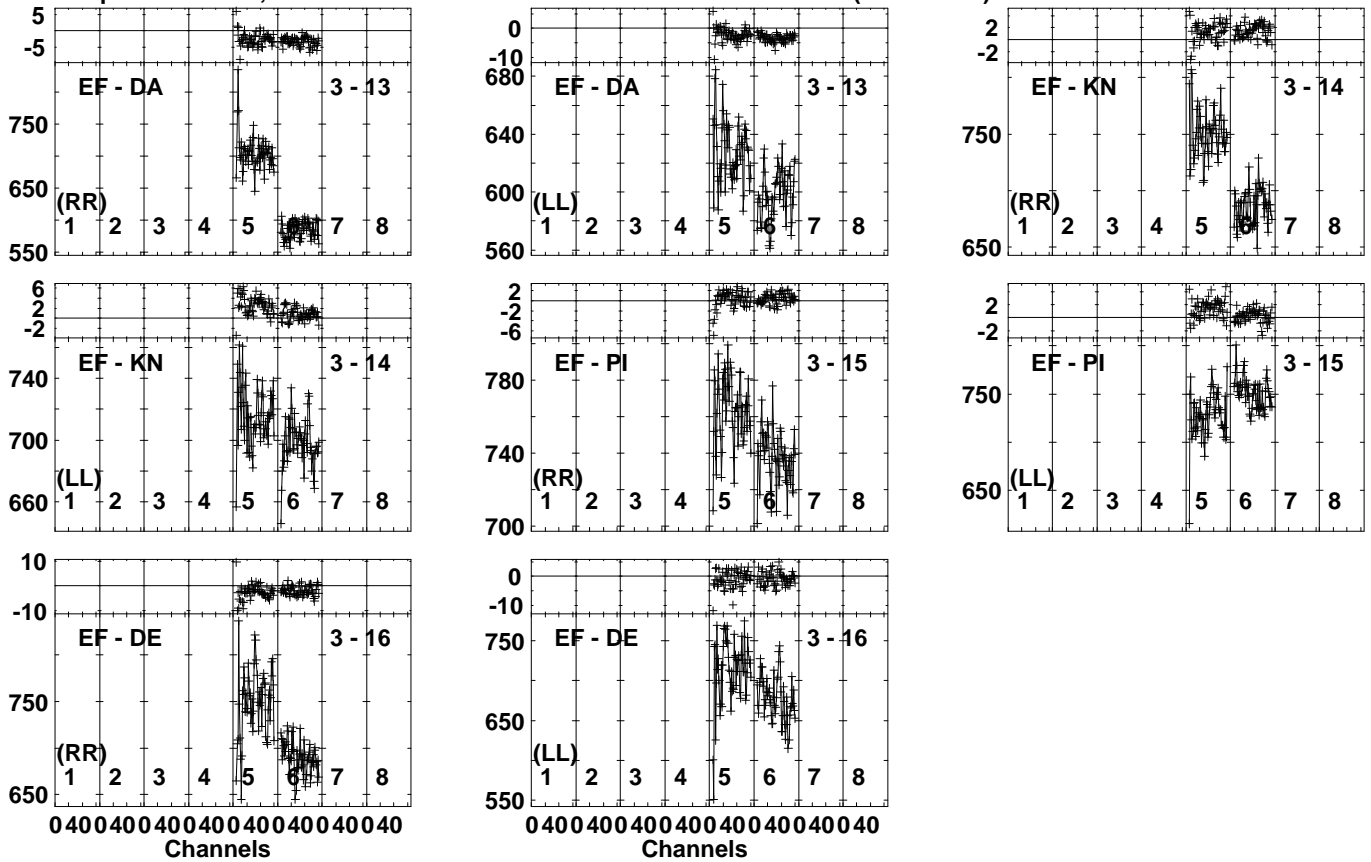 5
-5
EF - DA 3 - 13
750
650
550
(RR)
1 2 3 4 5 6 7 8
0
-10
680
EF - DA 3 - 13
640
600
560
(LL)
1 2 3 4 5 6 7 8
2
-2
EF - KN 3 - 14
750
650
(RR)
1 2 3 4 5 6 7 8
6
2
-2
EF - KN 3 - 14
740
700
660
(LL)
1 2 3 4 5 6 7 8
2
-2
-6
EF - PI 3 - 15
780
740
700
(RR)
1 2 3 4 5 6 7 8
2
-2
EF - PI 3 - 15
750
650
(LL)
1 2 3 4 5 6 7 8
10
-10
EF - DE 3 - 16
750
650
(RR)
1 2 3 4 5 6 7 8
0 40 0 40 0 40 0 40 0 40 0 40 0 40 0 40
Channels
0
-10
EF - DE 3 - 16
750
650
550
(LL)
1 2 3 4 5 6 7 8
0 40 0 40 0 40 0 40 0 40 0 40 0 40 0 40
Channels